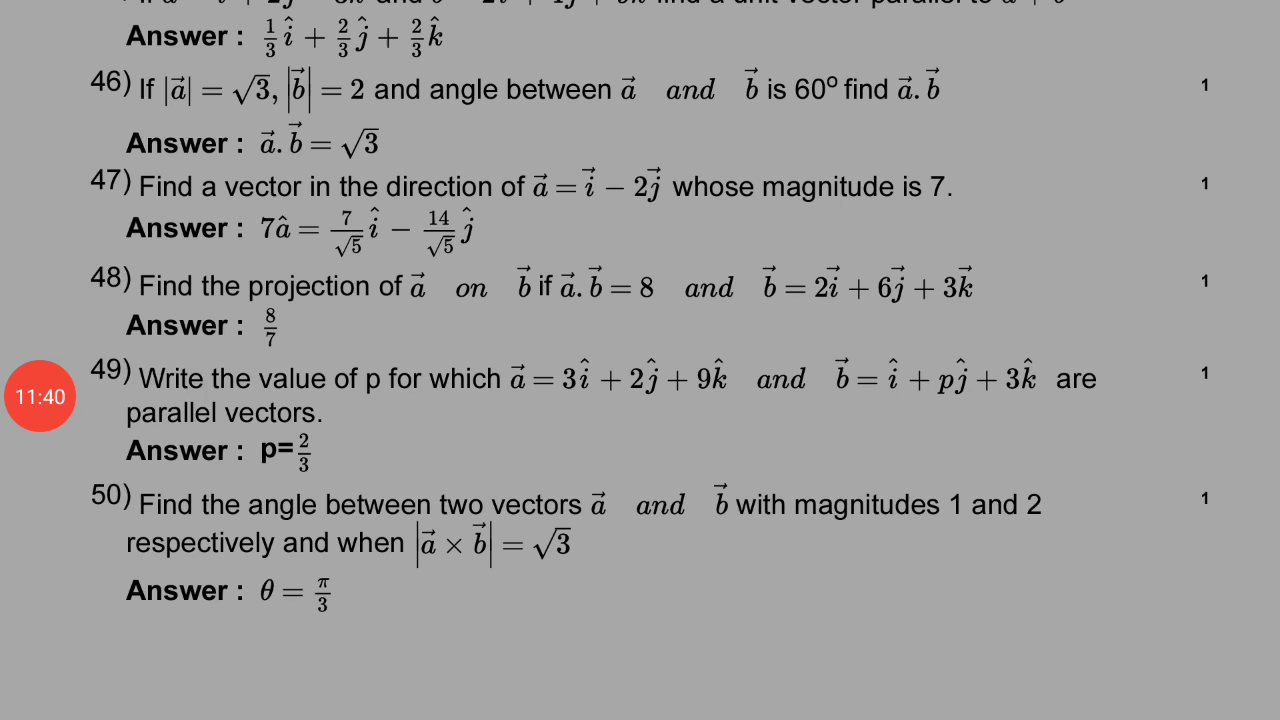 Answer : 1/3 î + 2/3 ĵ + 2/3 k̂
46) If |a⃗| = √3, |b⃗| = 2 and angle between a⃗ and b⃗ is 60⁰ find a⃗. b⃗ 1
Answer : a⃗. b⃗ = √3
47) Find a vector in the direction of a⃗ = i⃗ − 2j⃗ whose magnitude is 7. 1
Answer : 7â = 7/√5 î − 14/√5 ĵ
48) Find the projection of a⃗ on b⃗ if a⃗. b⃗ = 8 and b⃗ = 2i⃗ + 6j⃗ + 3k⃗ 1
Answer : 8/7
49) Write the value of p for which a⃗ = 3î + 2ĵ + 9k̂ and b⃗ = î + pĵ + 3k̂ are 1
11:40
parallel vectors.
Answer : p=2/3
50) Find the angle between two vectors a⃗ and b⃗ with magnitudes 1 and 2 1
respectively and when |a⃗ × b⃗| = √3
Answer : θ = π/3